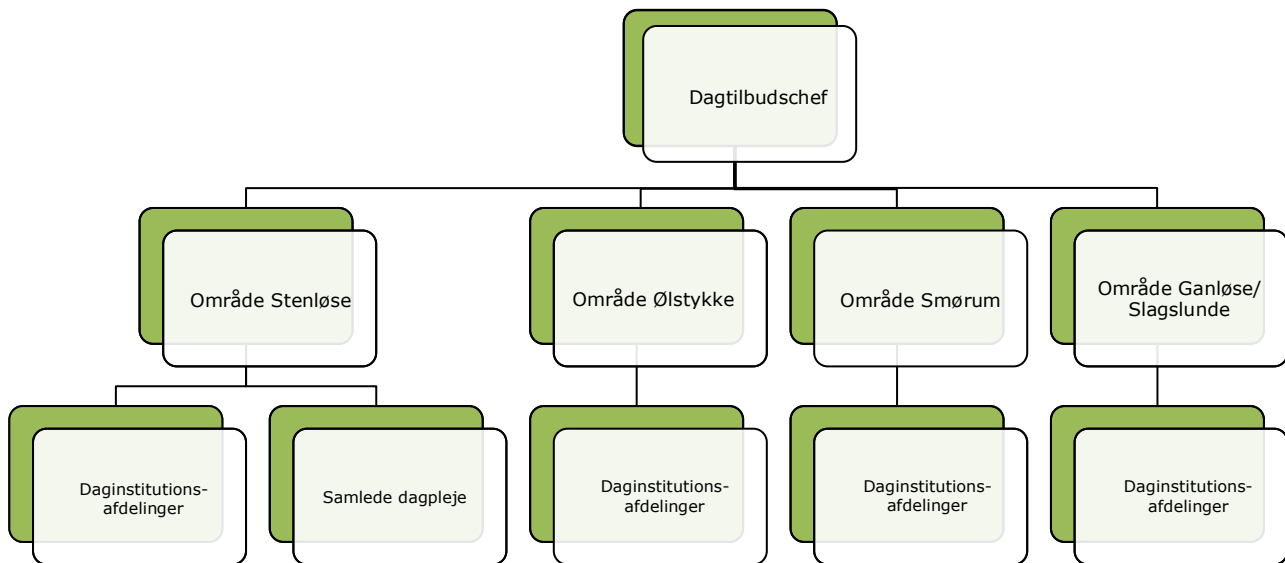 Dagtilbudschef
Område Stenløse
Område Ølstykke
Område Smørum
Område Ganløse/
Slagslunde
Daginstitutions-
afdelinger
Samlede dagpleje
Daginstitutions-
afdelinger
Daginstitutions-
afdelinger
Daginstitutions-
afdelinger